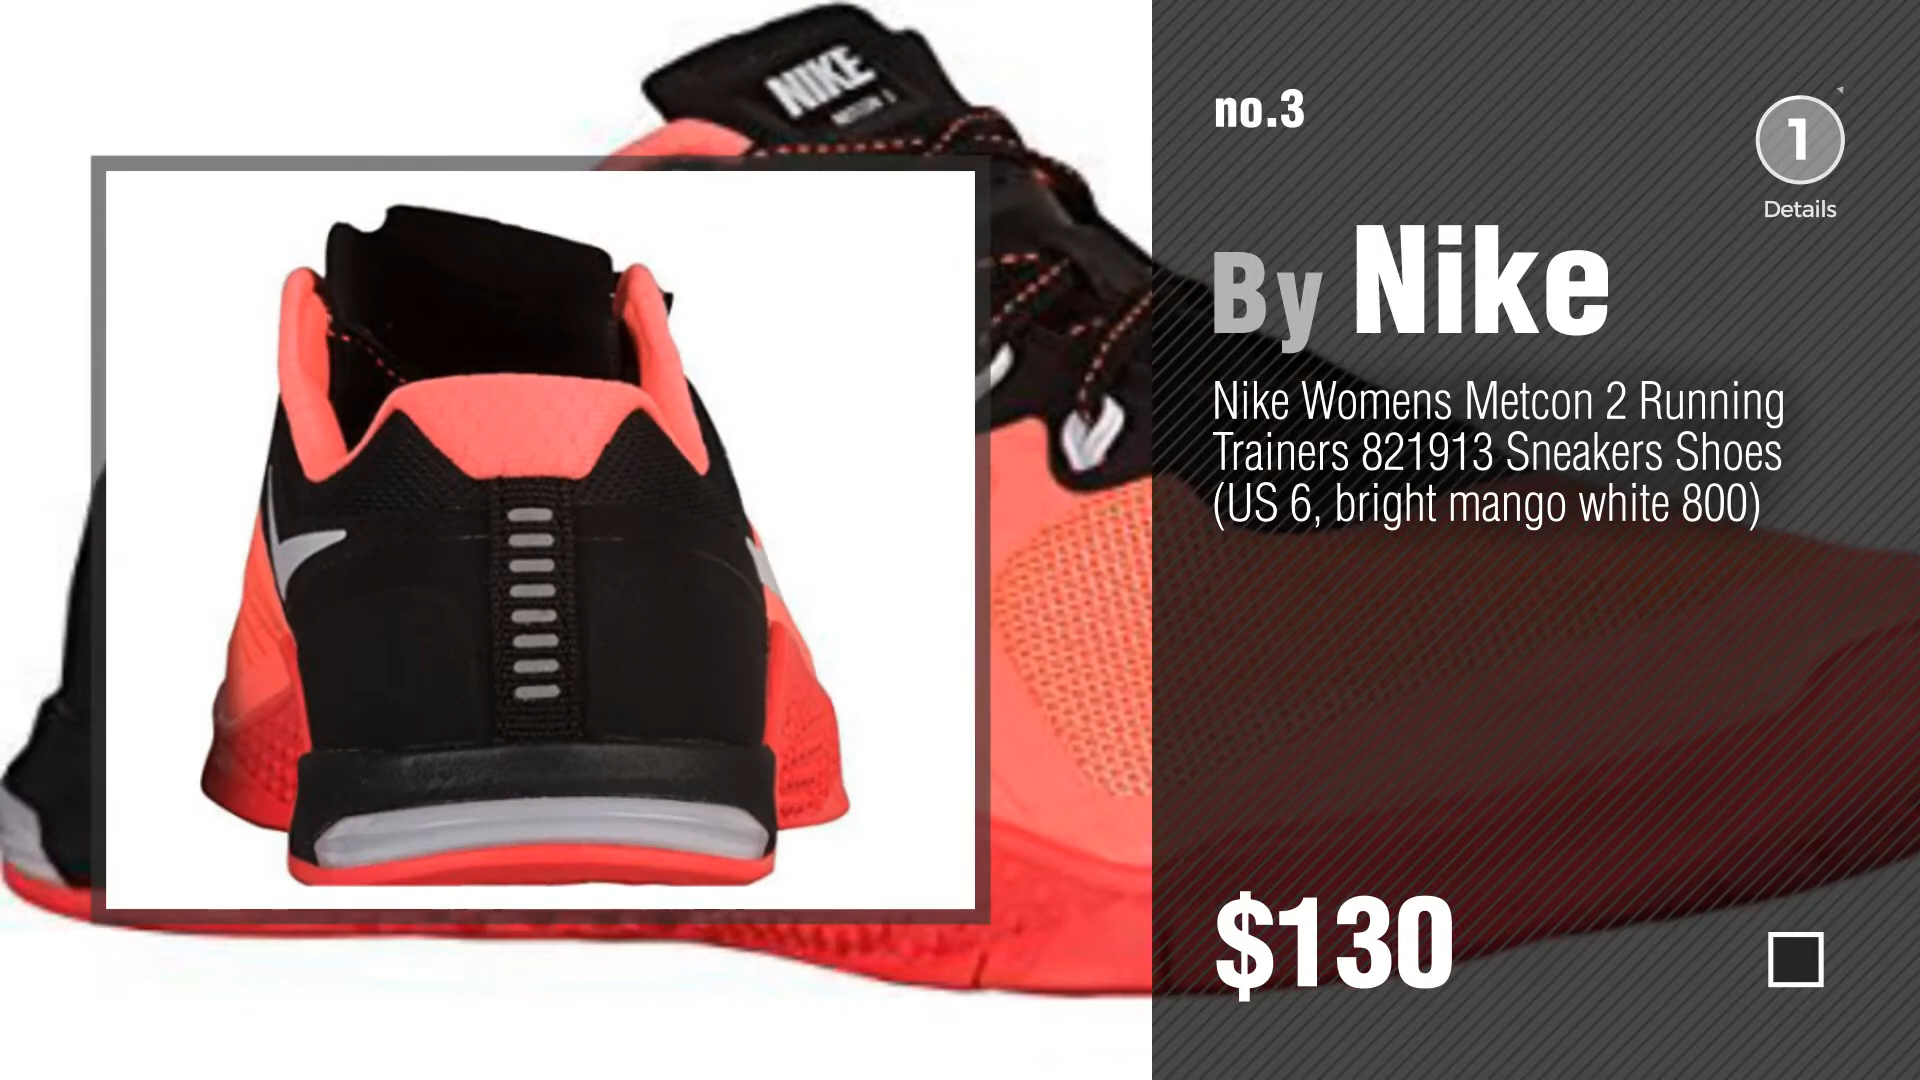 NIKE
no.3
1
Details
By Nike
Nike Womens Metcon 2 Running
Trainers 821913 Sneakers Shoes
(US 6, bright mango white 800)
$130